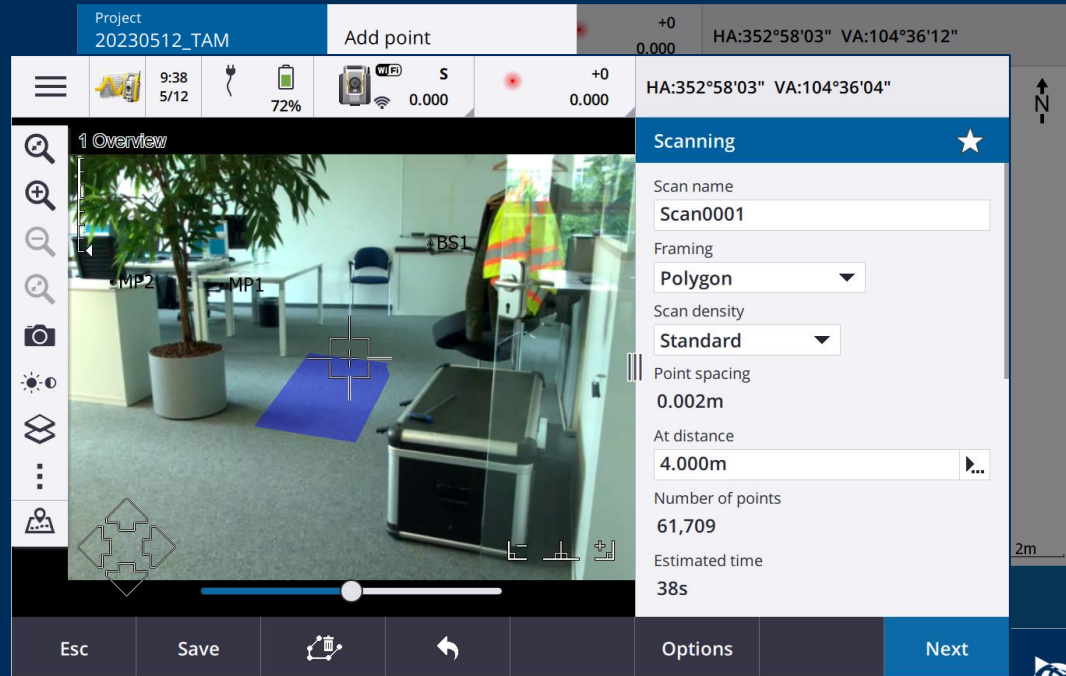 Project
20230512_TAM
Add point
+0
0.000
HA:352°58'03" VA:104°36'12"
9:38
5/12
72%
WiFi
S
0.000
+0
0.000
HA:352°58'03" VA:104°36'04"
N
1 Overview
BS1
MP2
MP1
Scanning
Scan name
Scan0001
Framing
Polygon
Scan density
Standard
Point spacing
0.002m
At distance
4.000m
Number of points
61,709
Estimated time
38s
2m
Esc
Save
Options
Next